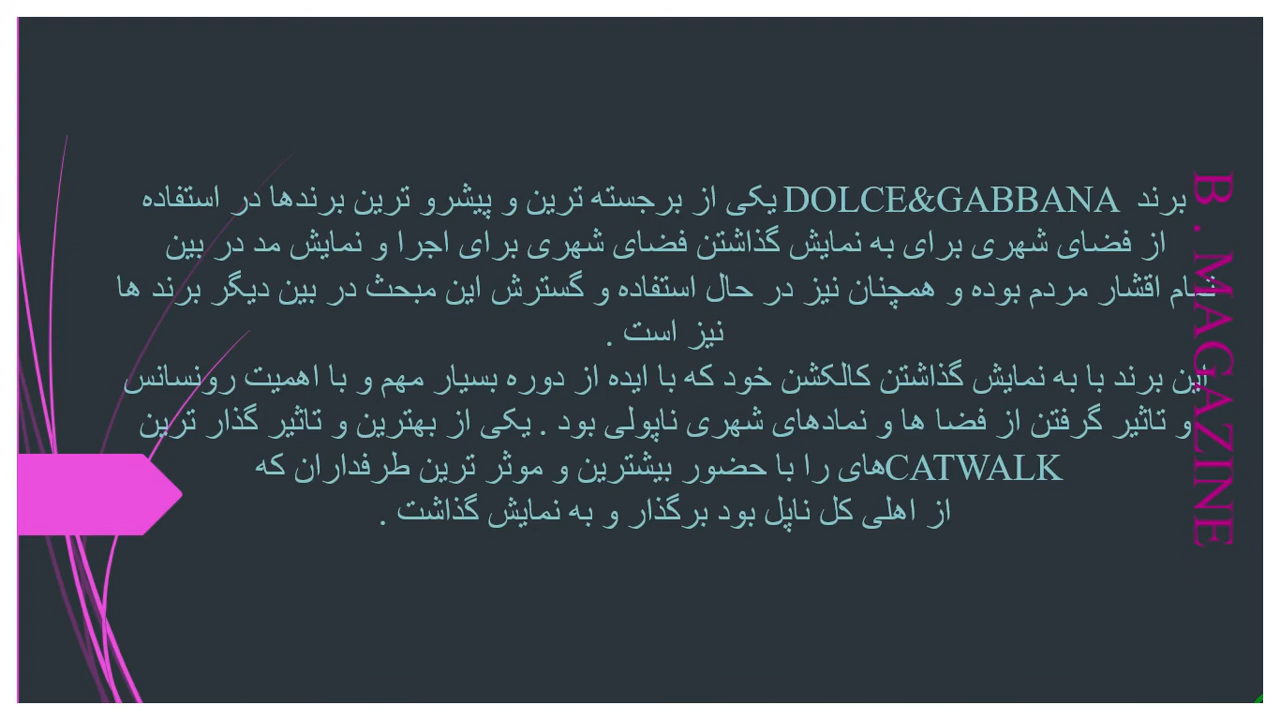 برند DOLCE&GABBANA یکی از برجسته ترین و پیشرو ترین برندها در استفاده
از فضای شهری برای به نمایش گذاشتن فضای شهری برای اجرا و نمایش مد در بین
تمام اقشار مردم بوده و همچنان نیز در حال استفاده و گسترش این مبحث در بین دیگر برند ها
نیز است .
این برند با به نمایش گذاشتن کالکشن خود که با ایده از دوره بسیار مهم و با اهمیت رونسانس
و تاثیر گرفتن از فضا ها و نمادهای شهری ناپولی بود . یکی از بهترین و تاثیر گذار ترین
CATWALKهای را با حضور بیشترین و موثر ترین طرفداران که
از اهلی کل ناپل بود برگذار و به نمایش گذاشت .
B. MAGAZINE